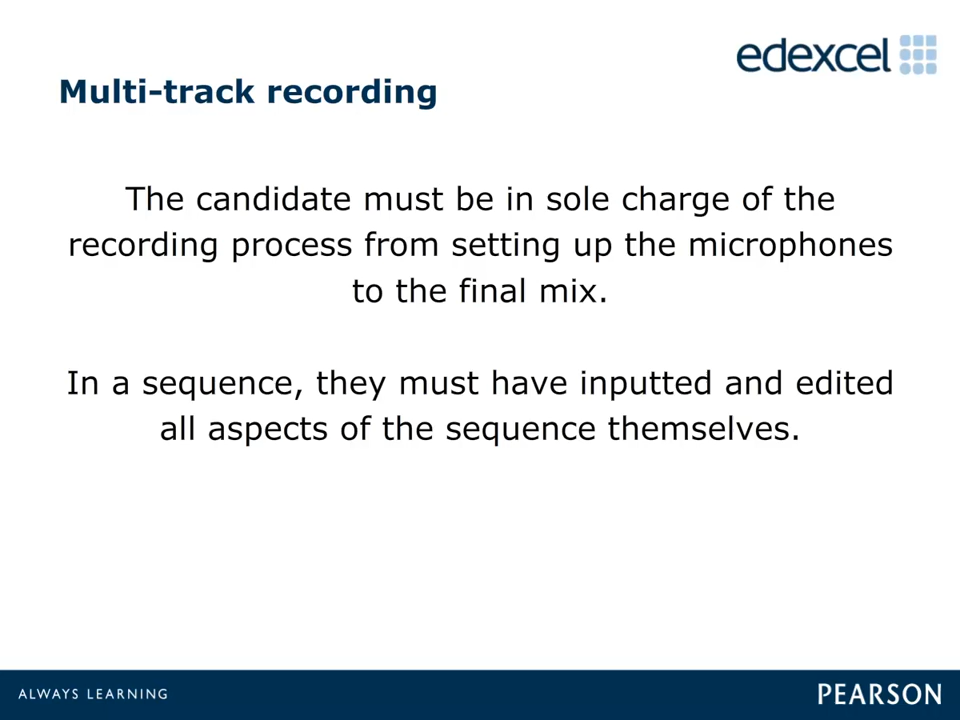 edexcel
Multi-track recording
The candidate must be in sole charge of the
recording process from setting up the microphones
to the final mix.
In a sequence, they must have inputted and edited
all aspects of the sequence themselves.
ALWAYS LEARNING
PEARSON